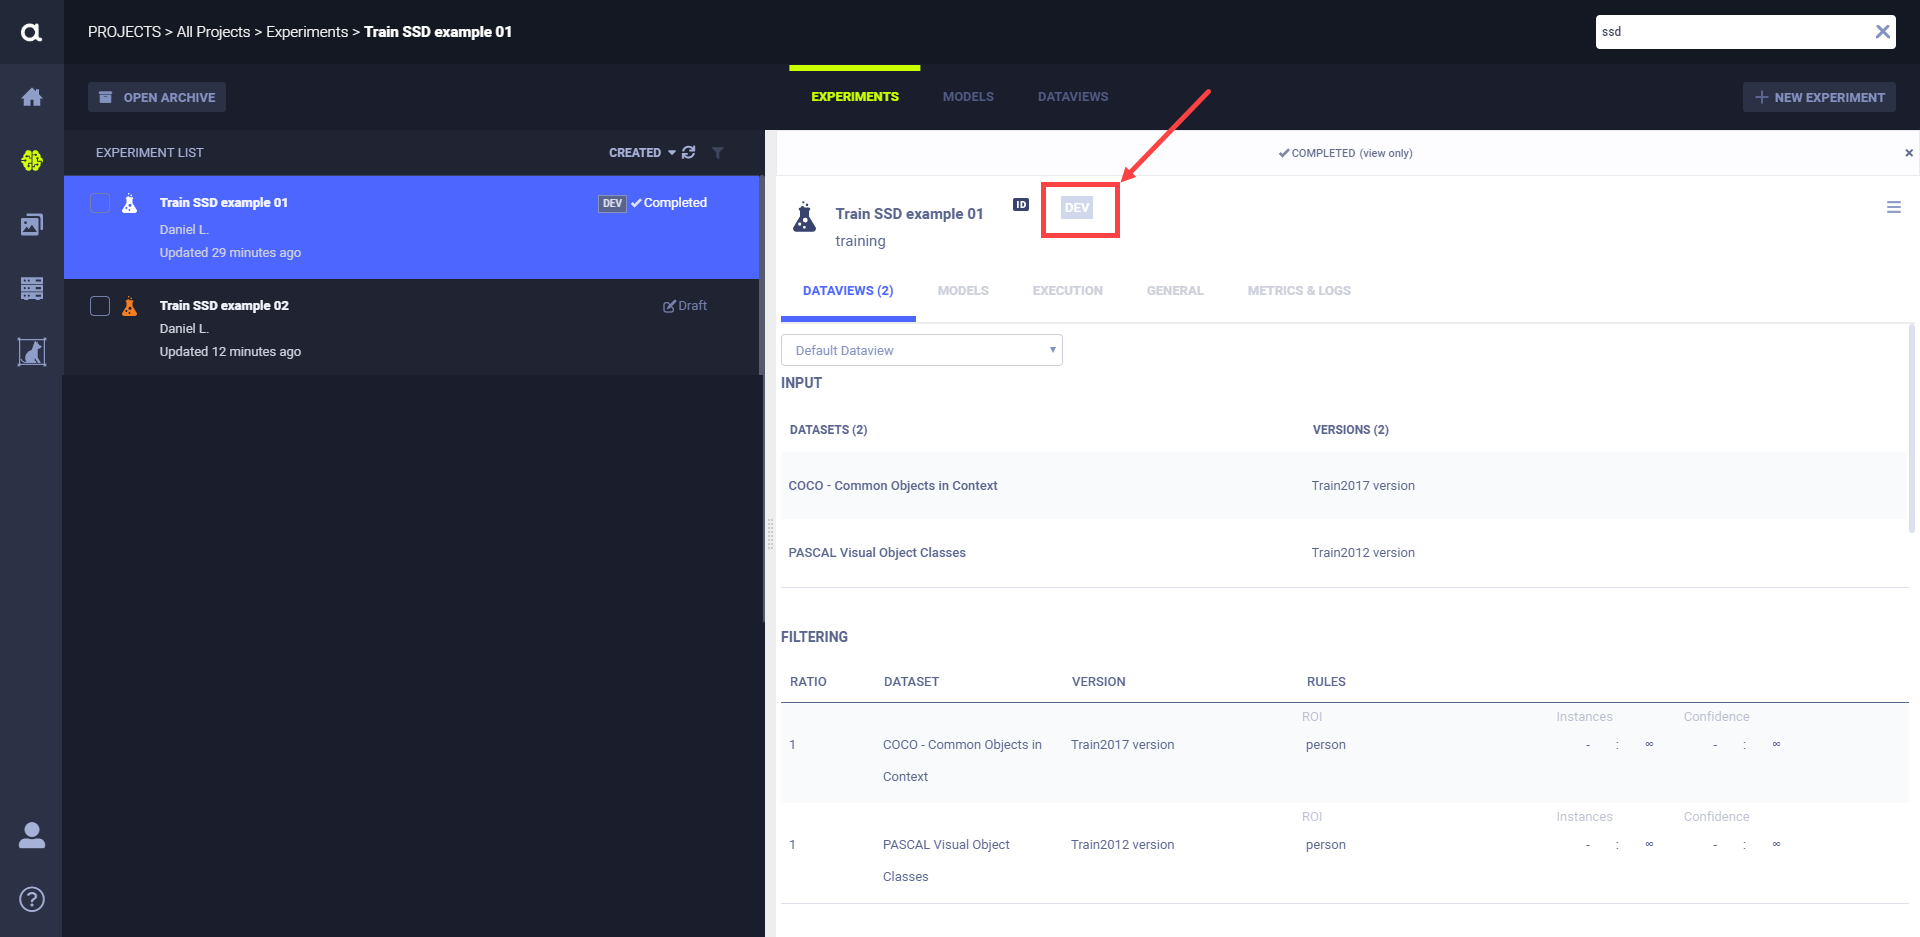 PROJECTS > All Projects > Experiments > Train SSD example 01
ssd
OPEN ARCHIVE
EXPERIMENTS MODELS DATAVIEWS
NEW EXPERIMENT
EXPERIMENT LIST
CREATED
COMPLETED (view only)
Train SSD example 01
DEV Completed
Daniel L.
Updated 29 minutes ago
Train SSD example 02
Draft
Daniel L.
Updated 12 minutes ago
Train SSD example 01
ID
DEV
training
DATAVIEWS (2) MODELS EXECUTION GENERAL METRICS & LOGS
Default Dataview
INPUT
DATASETS (2) VERSIONS (2)
COCO - Common Objects in Context Train2017 version
PASCAL Visual Object Classes Train2012 version
FILTERING
RATIO DATASET VERSION RULES
ROI Instances Confidence
1 COCO - Common Objects in Train2017 version person - : ∞ - : ∞
Context
ROI Instances Confidence
1 PASCAL Visual Object Train2012 version person - : ∞ - : ∞
Classes